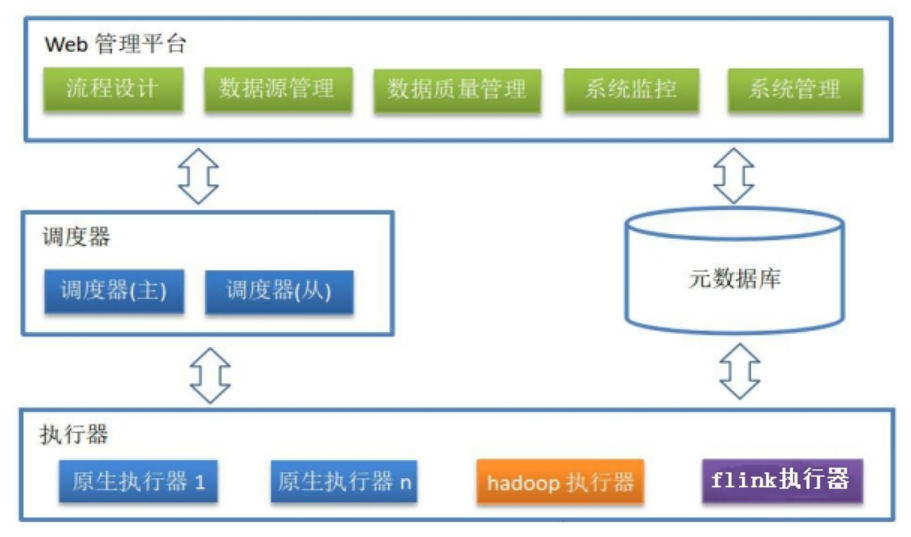 Web 管理平台
流程设计 数据源管理 数据质量管理 系统监控 系统管理
调度器
调度器(主) 调度器(从)
元数据库
执行器
原生执行器 1 原生执行器 n hadoop 执行器 flink执行器